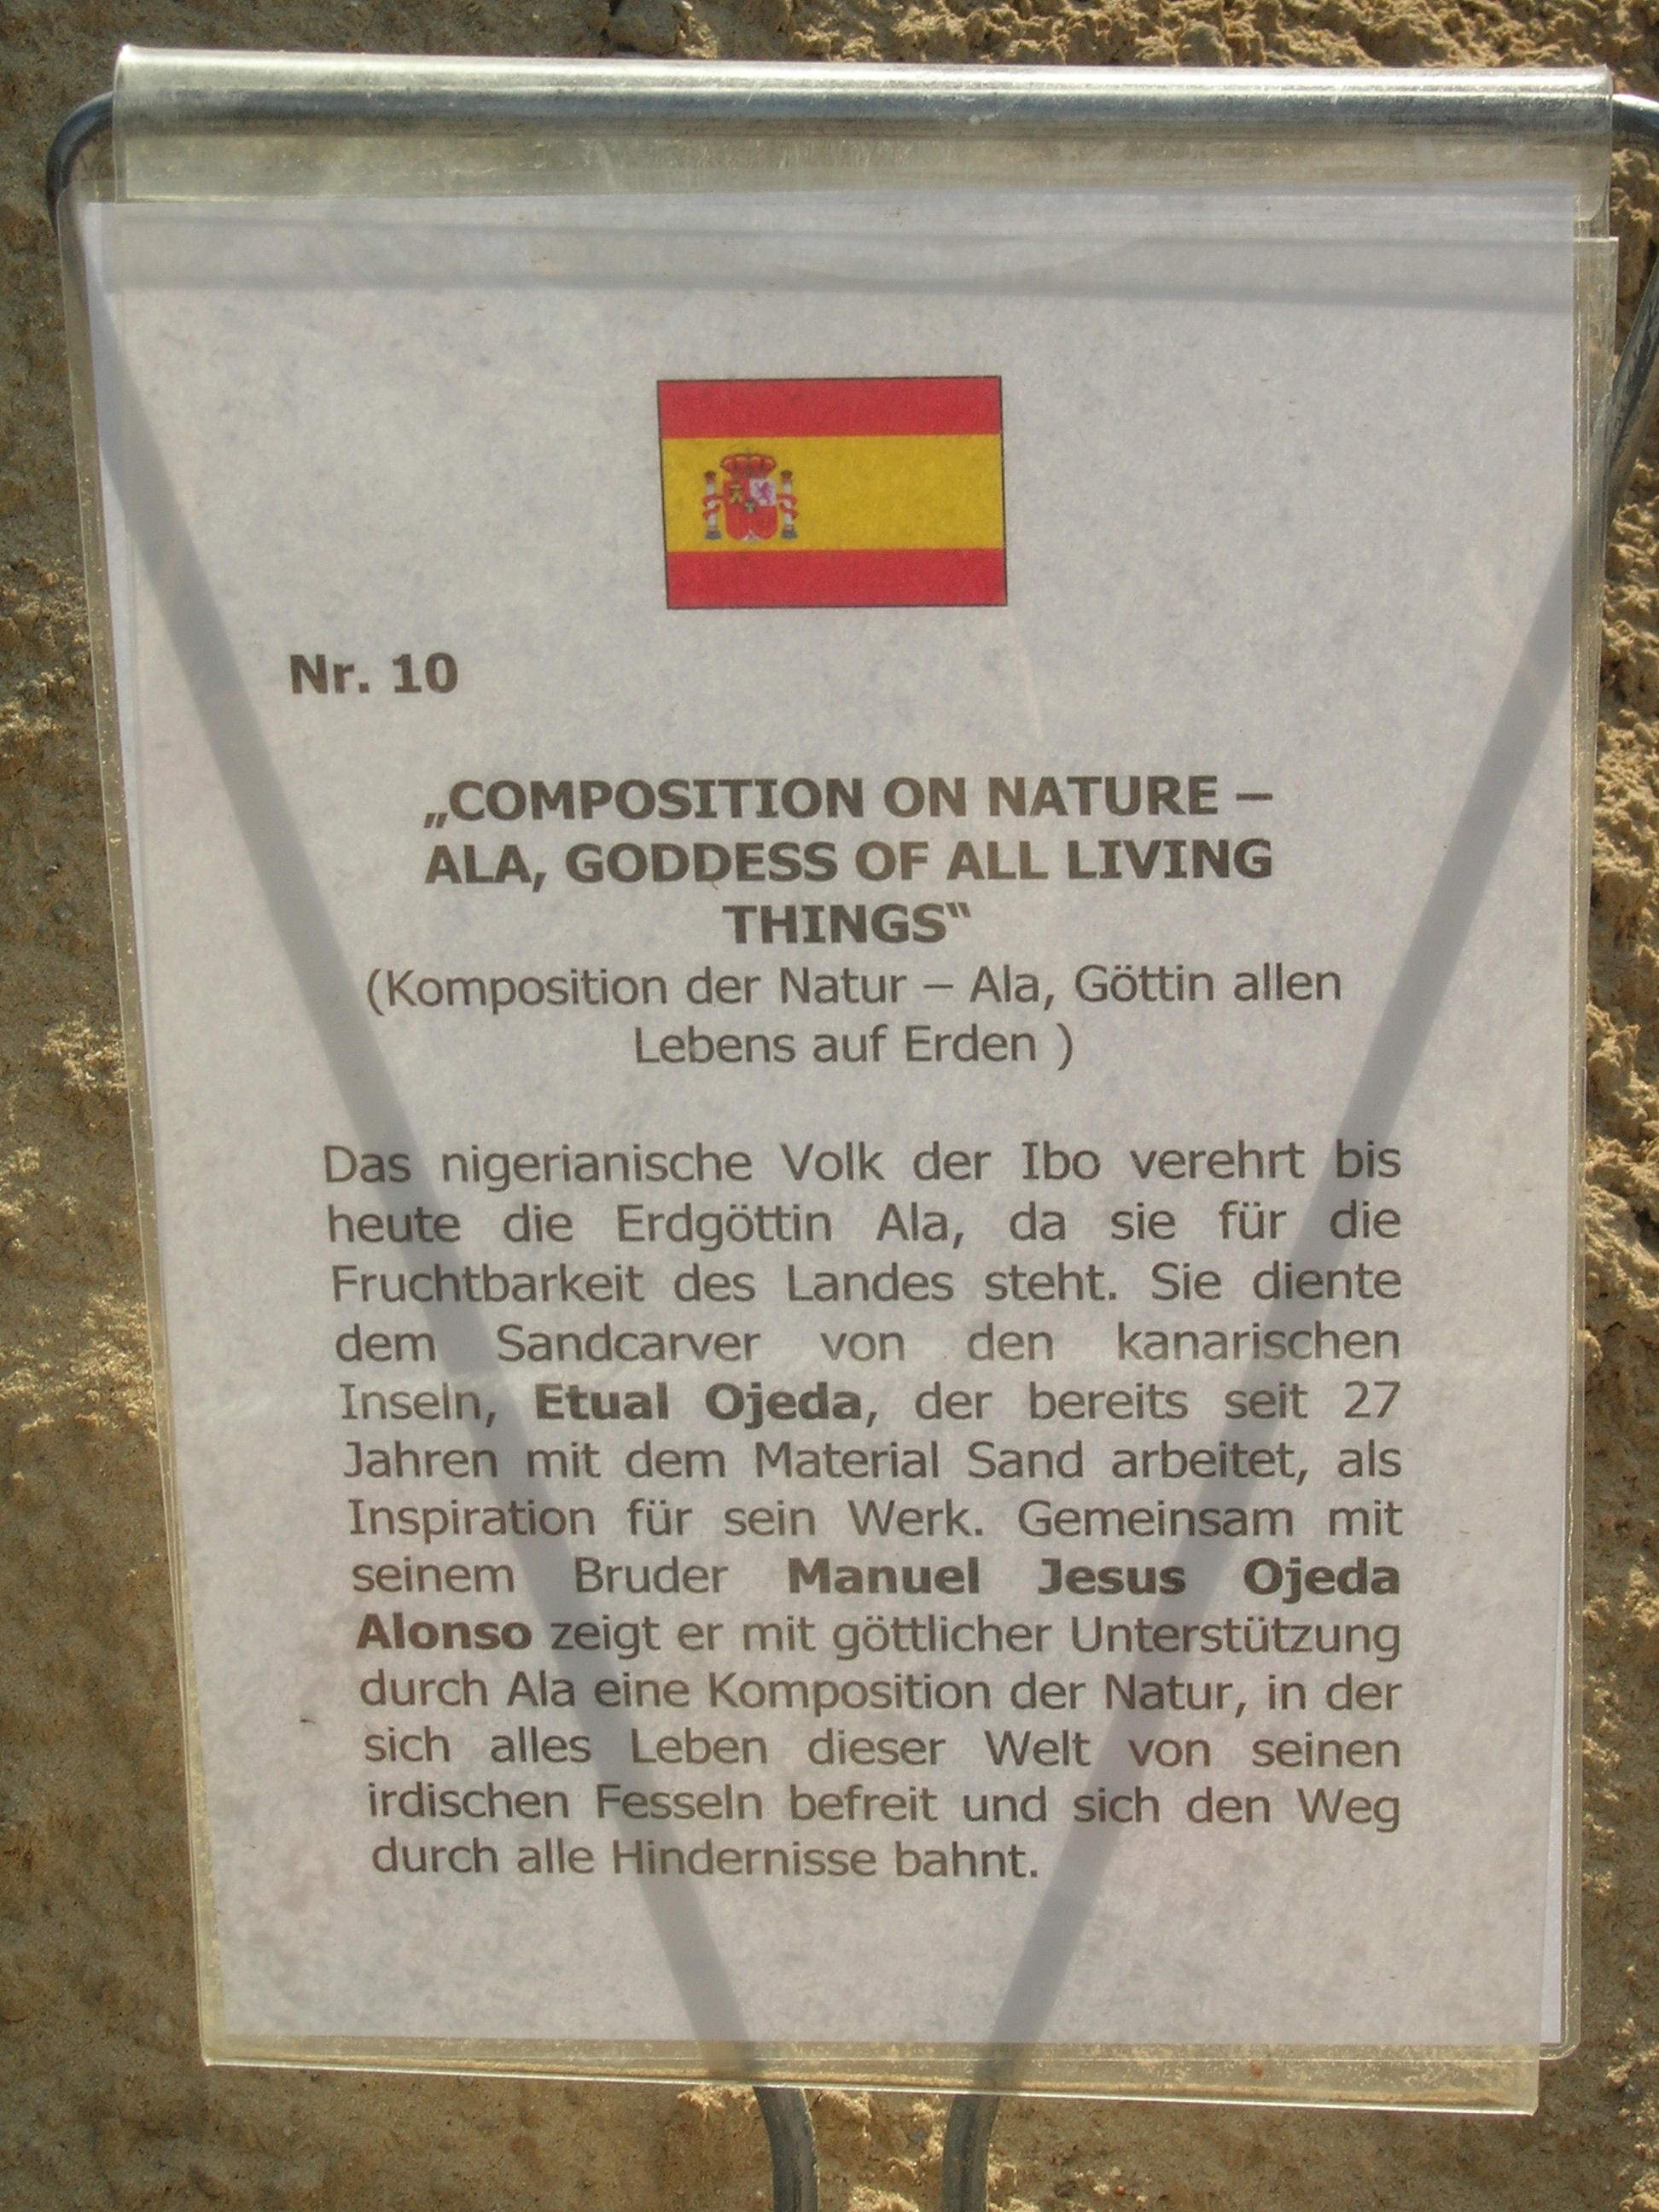 Nr. 10
„COMPOSITION ON NATURE –
ALA, GODDESS OF ALL LIVING
THINGS‟
(Komposition der Natur – Ala, Göttin allen
Lebens auf Erden )
Das nigerianische Volk der Ibo verehrt bis
heute die Erdgöttin Ala, da sie für die
Fruchtbarkeit des Landes steht. Sie diente
dem Sandcarver von den kanarischen
Inseln, Etual Ojeda, der bereits seit 27
Jahren mit dem Material Sand arbeitet, als
Inspiration für sein Werk. Gemeinsam mit
seinem Bruder Manuel Jesus Ojeda
Alonso zeigt er mit göttlicher Unterstützung
durch Ala eine Komposition der Natur, in der
sich alles Leben dieser Welt von seinen
irdischen Fesseln befreit und sich den Weg
durch alle Hindernisse bahnt.